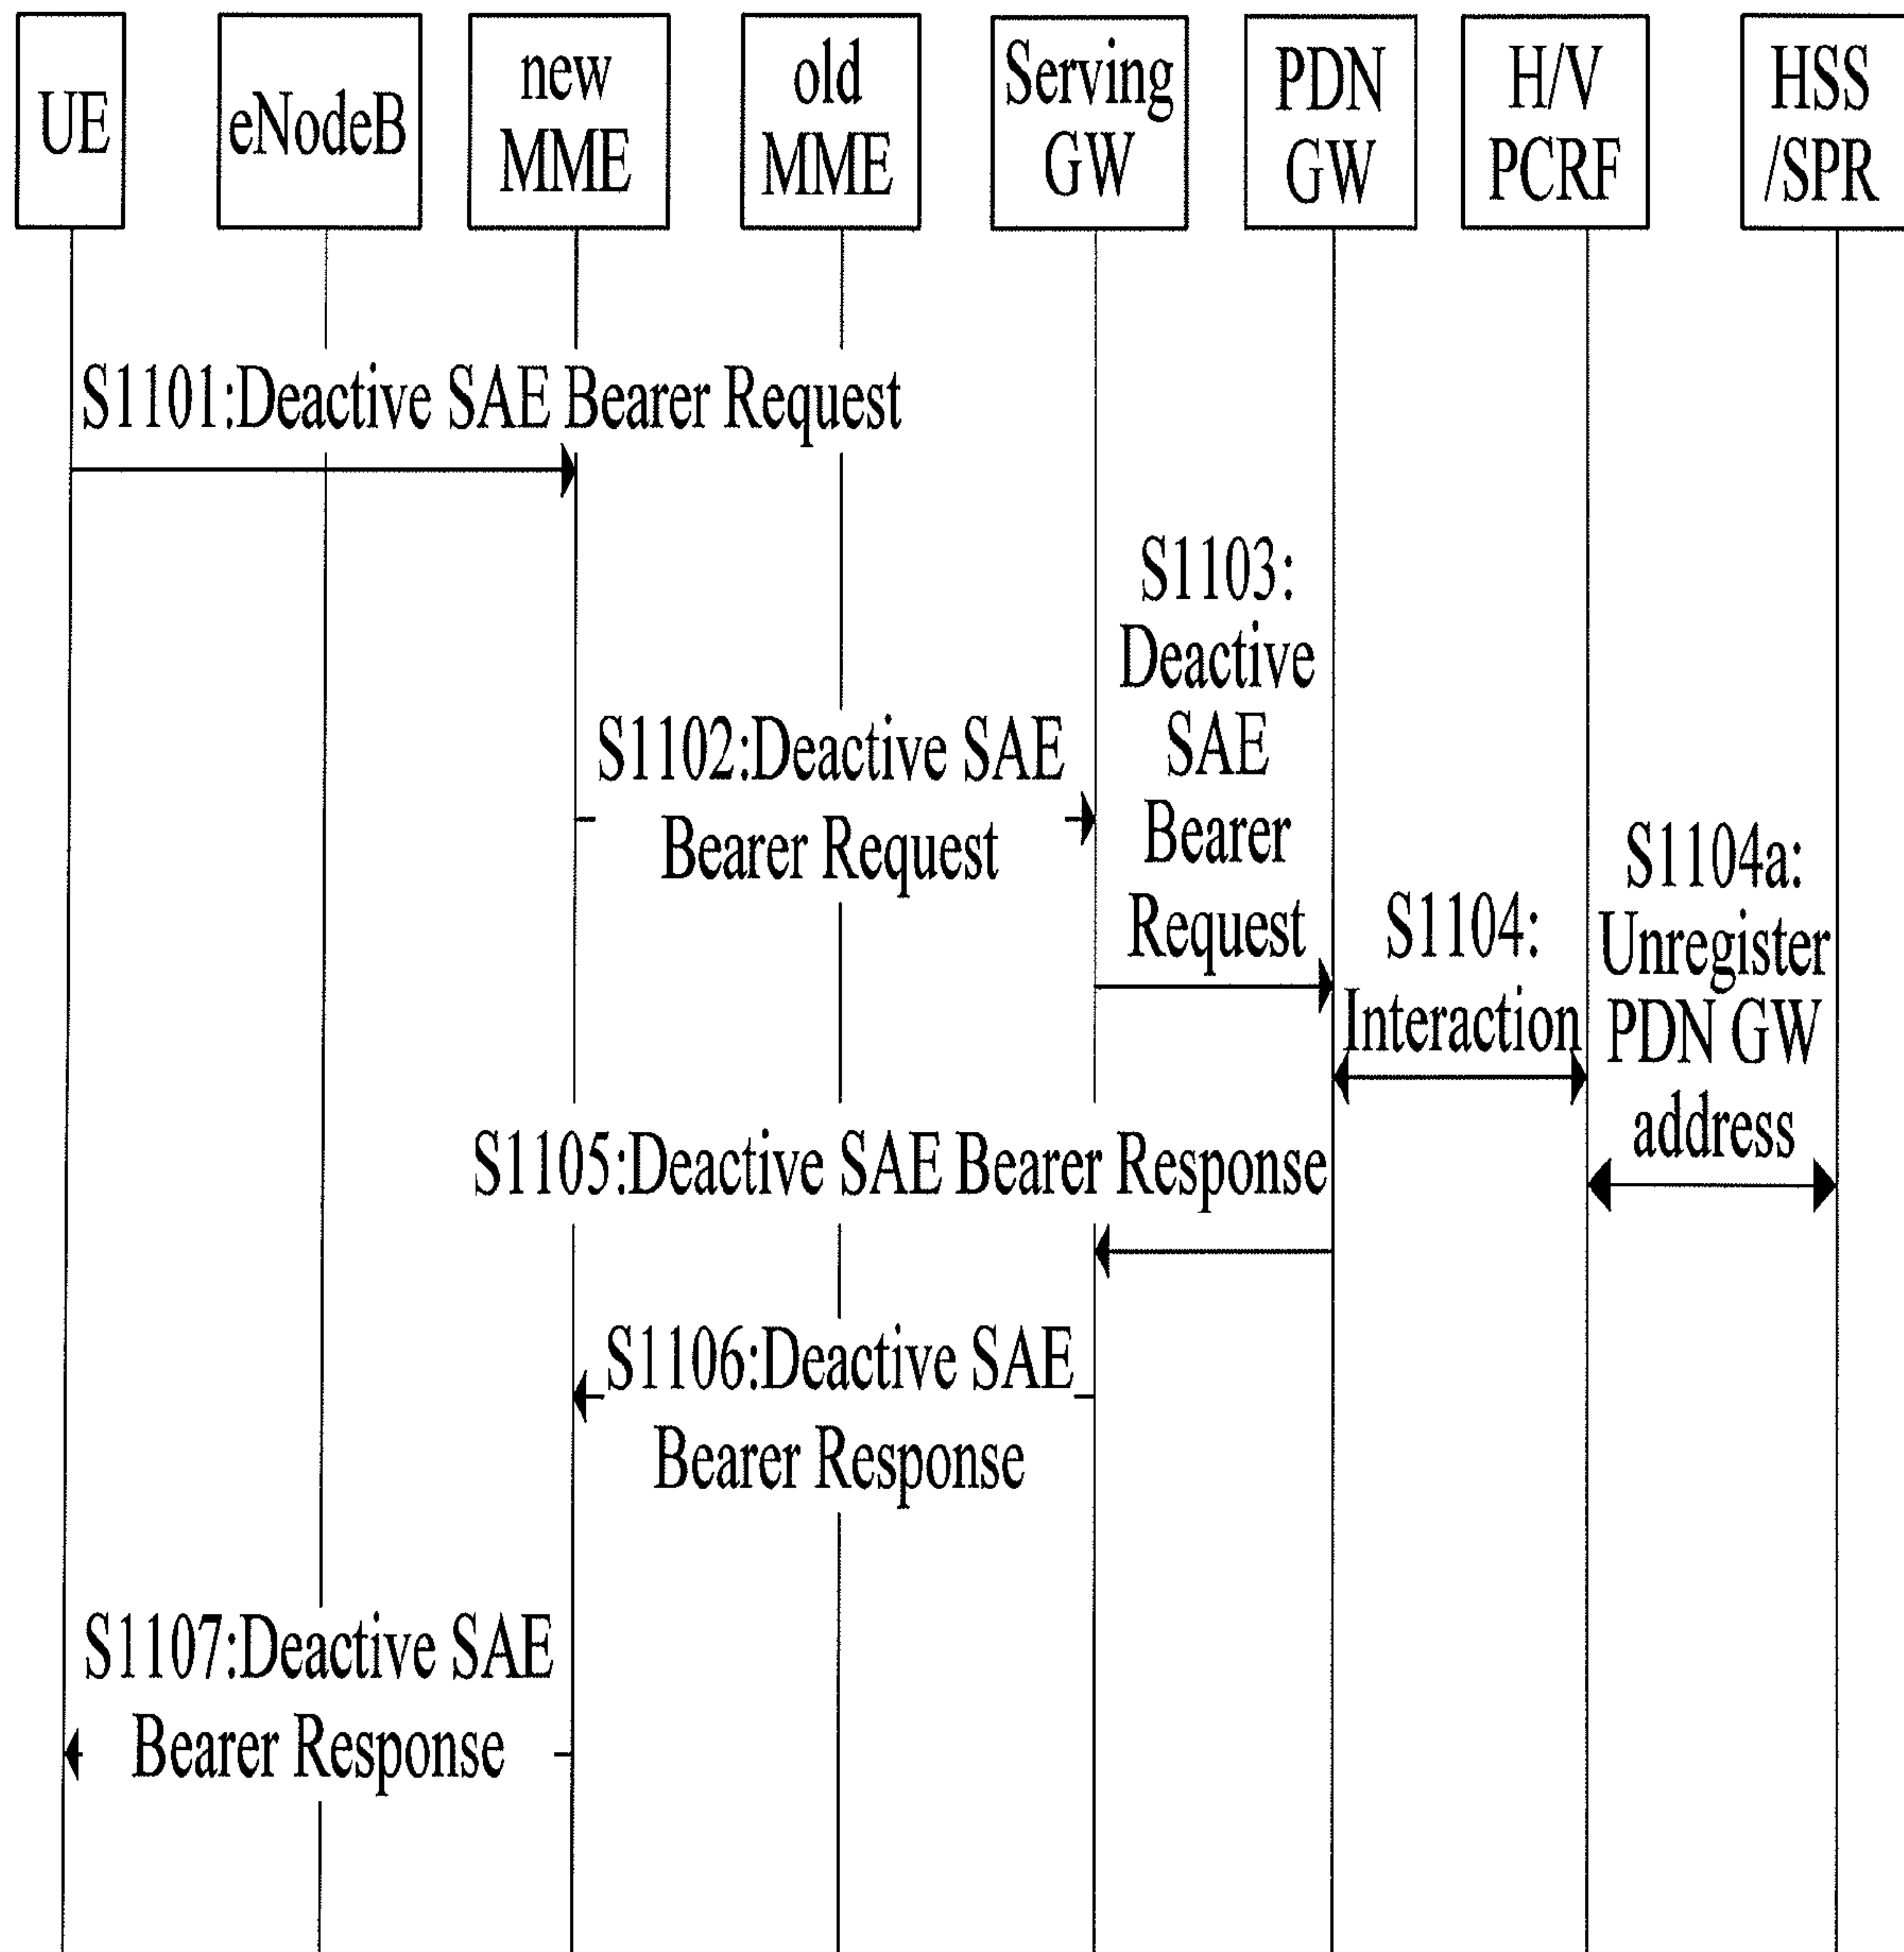 UE
eNodeB
new
MME
old
MME
Serving
GW
PDN
GW
H/V
PCRF
HSS
/SPR
S1101:Deactive SAE Bearer Request
S1102:Deactive SAE
Bearer Request
S1103:
Deactive
SAE
Bearer
Request
S1104:
Interaction
S1104a:
Unregister
PDN GW
address
S1105:Deactive SAE Bearer Response
S1106:Deactive SAE
Bearer Response
S1107:Deactive SAE
Bearer Response